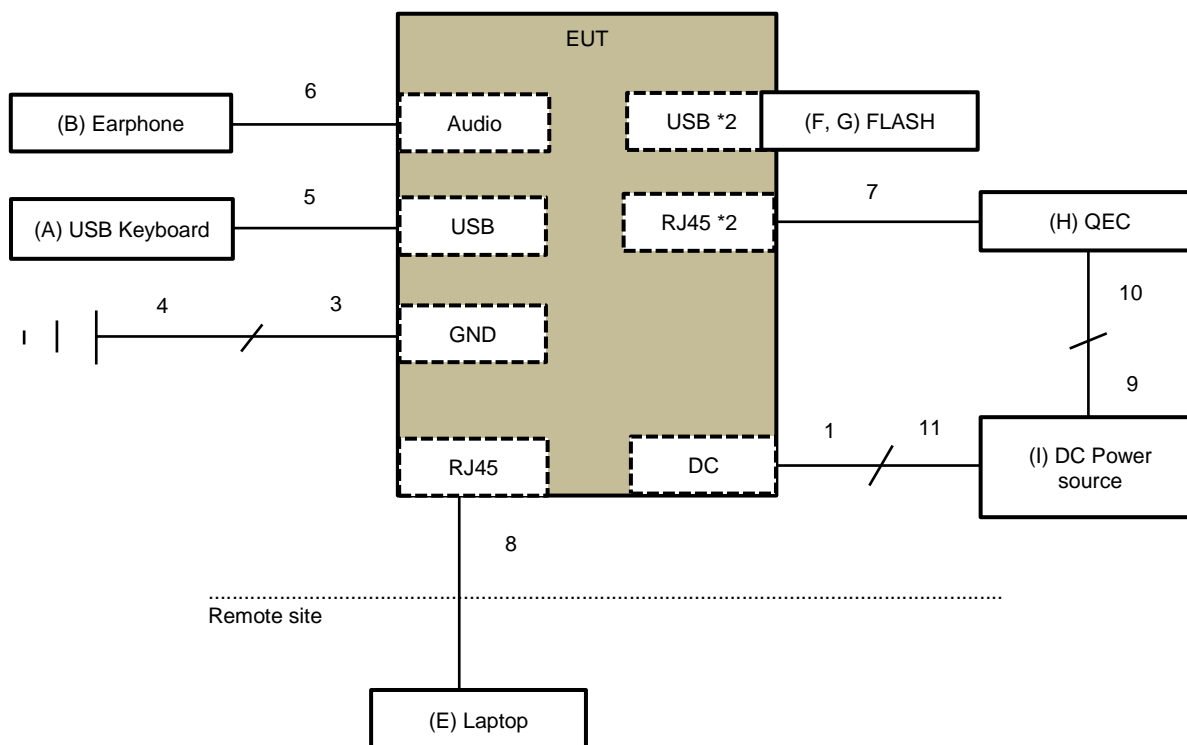 EUT
6
(B) Earphone
Audio
USB *2
(F, G) FLASH
5
7
(A) USB Keyboard
USB
RJ45 *2
(H) QEC
4
3
10
GND
9
1
11
RJ45
DC
(I) DC Power
source
8
Remote site
(E) Laptop